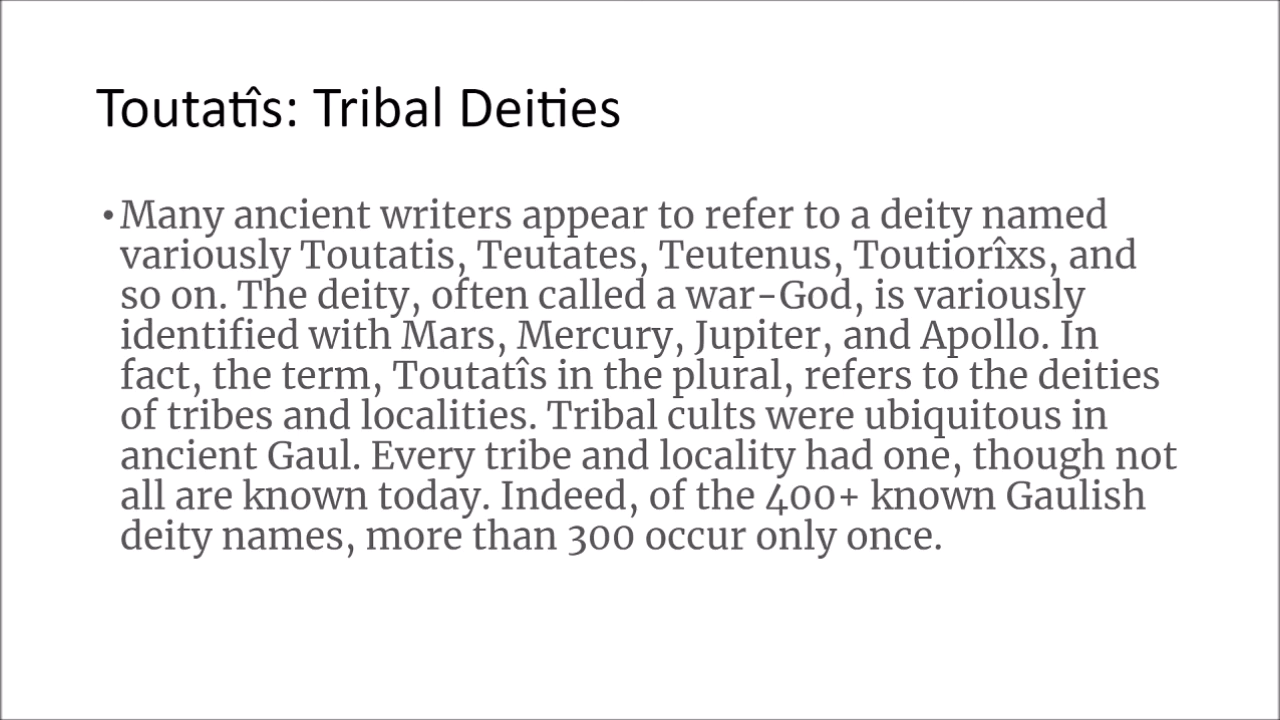 Toutatîs: Tribal Deities
•Many ancient writers appear to refer to a deity named
variously Toutatis, Teutates, Teutenus, Toutiorîxs, and
so on. The deity, often called a war-God, is variously
identified with Mars, Mercury, Jupiter, and Apollo. In
fact, the term, Toutatîs in the plural, refers to the deities
of tribes and localities. Tribal cults were ubiquitous in
ancient Gaul. Every tribe and locality had one, though not
all are known today. Indeed, of the 400+ known Gaulish
deity names, more than 300 occur only once.